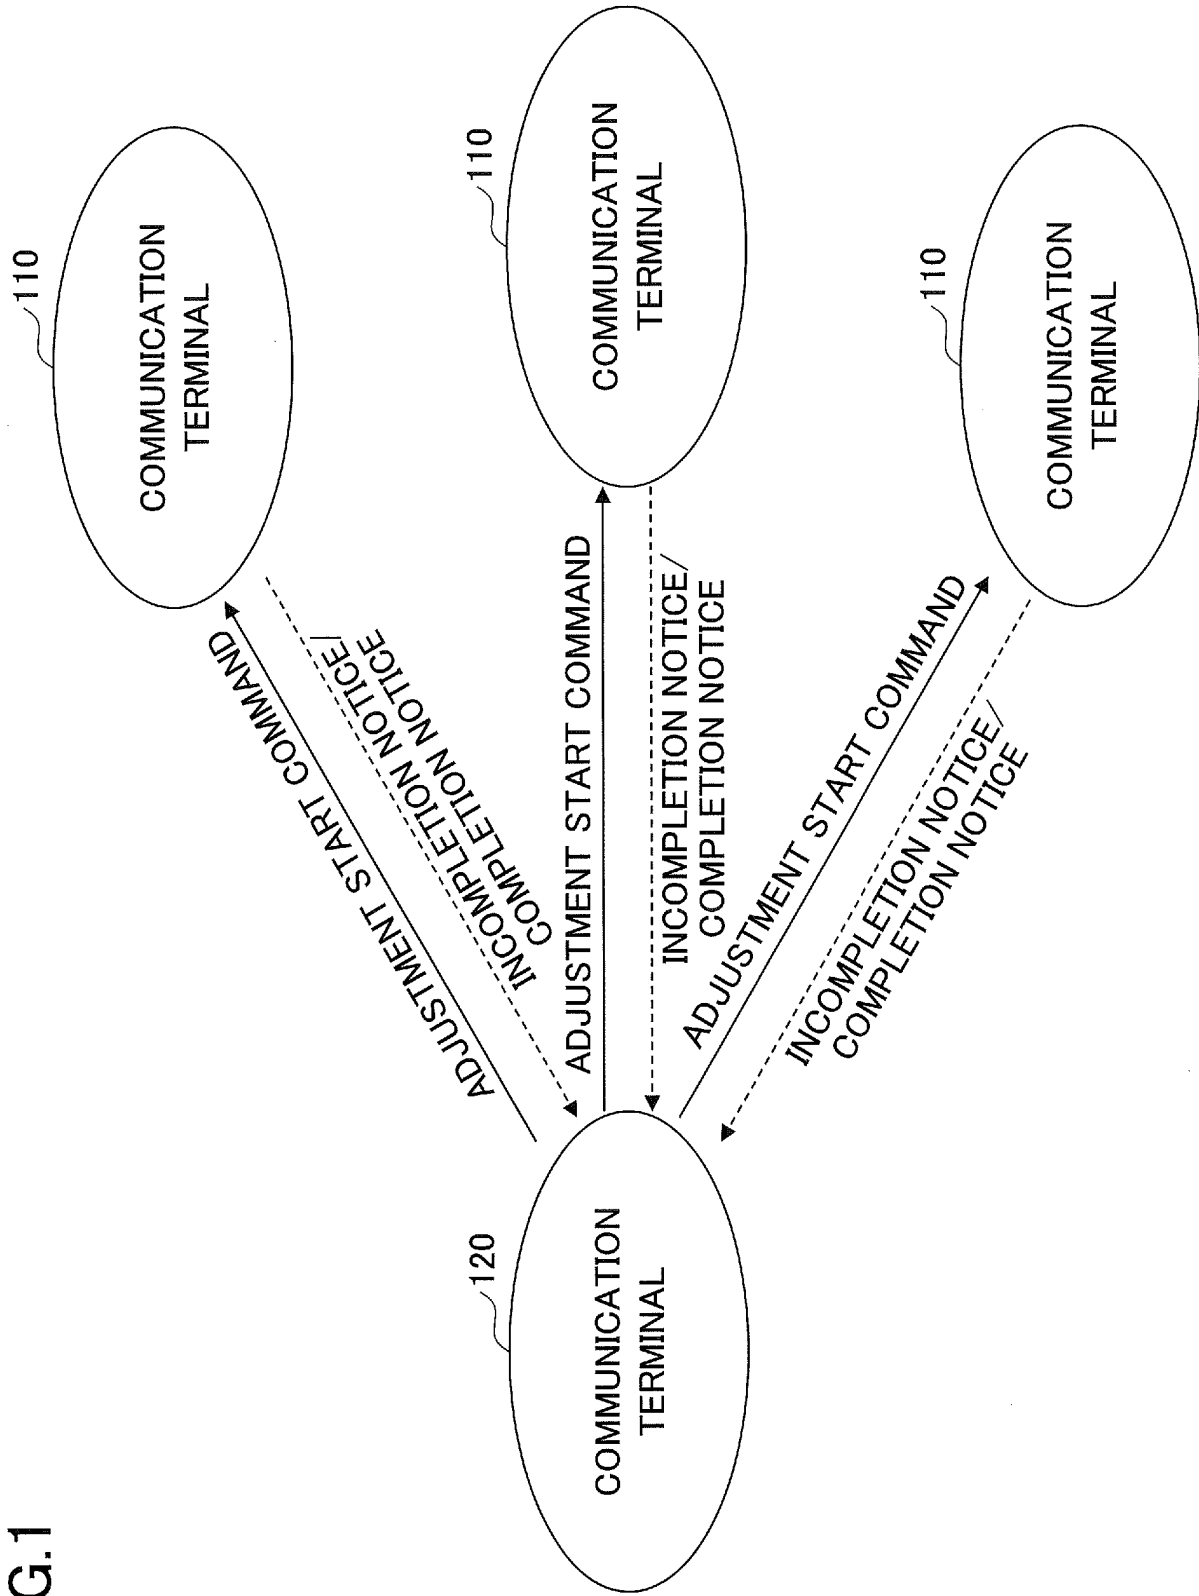 G.1
110
COMMUNICATION
TERMINAL
ADJUSTMENT START COMMAND
INCOMPLETION NOTICE/
COMPLETION NOTICE
120
COMMUNICATION
TERMINAL
ADJUSTMENT START COMMAND
INCOMPLETION NOTICE/
COMPLETION NOTICE
110
COMMUNICATION
TERMINAL
ADJUSTMENT START COMMAND
INCOMPLETION NOTICE/
COMPLETION NOTICE
110
COMMUNICATION
TERMINAL